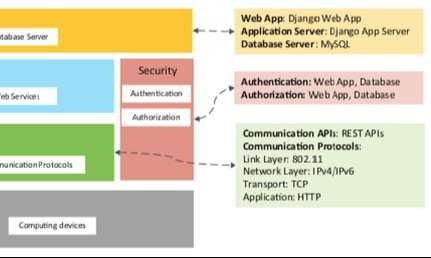 tabase Server
eb Services
munication Protocols
Computing devices
Security
Authentication
Authorization
Web App: Django Web App
Application Server: Django App Server
Database Server: MySQL
Authentication: Web App, Database
Authorization: Web App, Database
Communication APIs: REST APIs
Communication Protocols:
Link Layer: 802.11
Network Layer: IPv4/IPv6
Transport: TCP
Application: HTTP